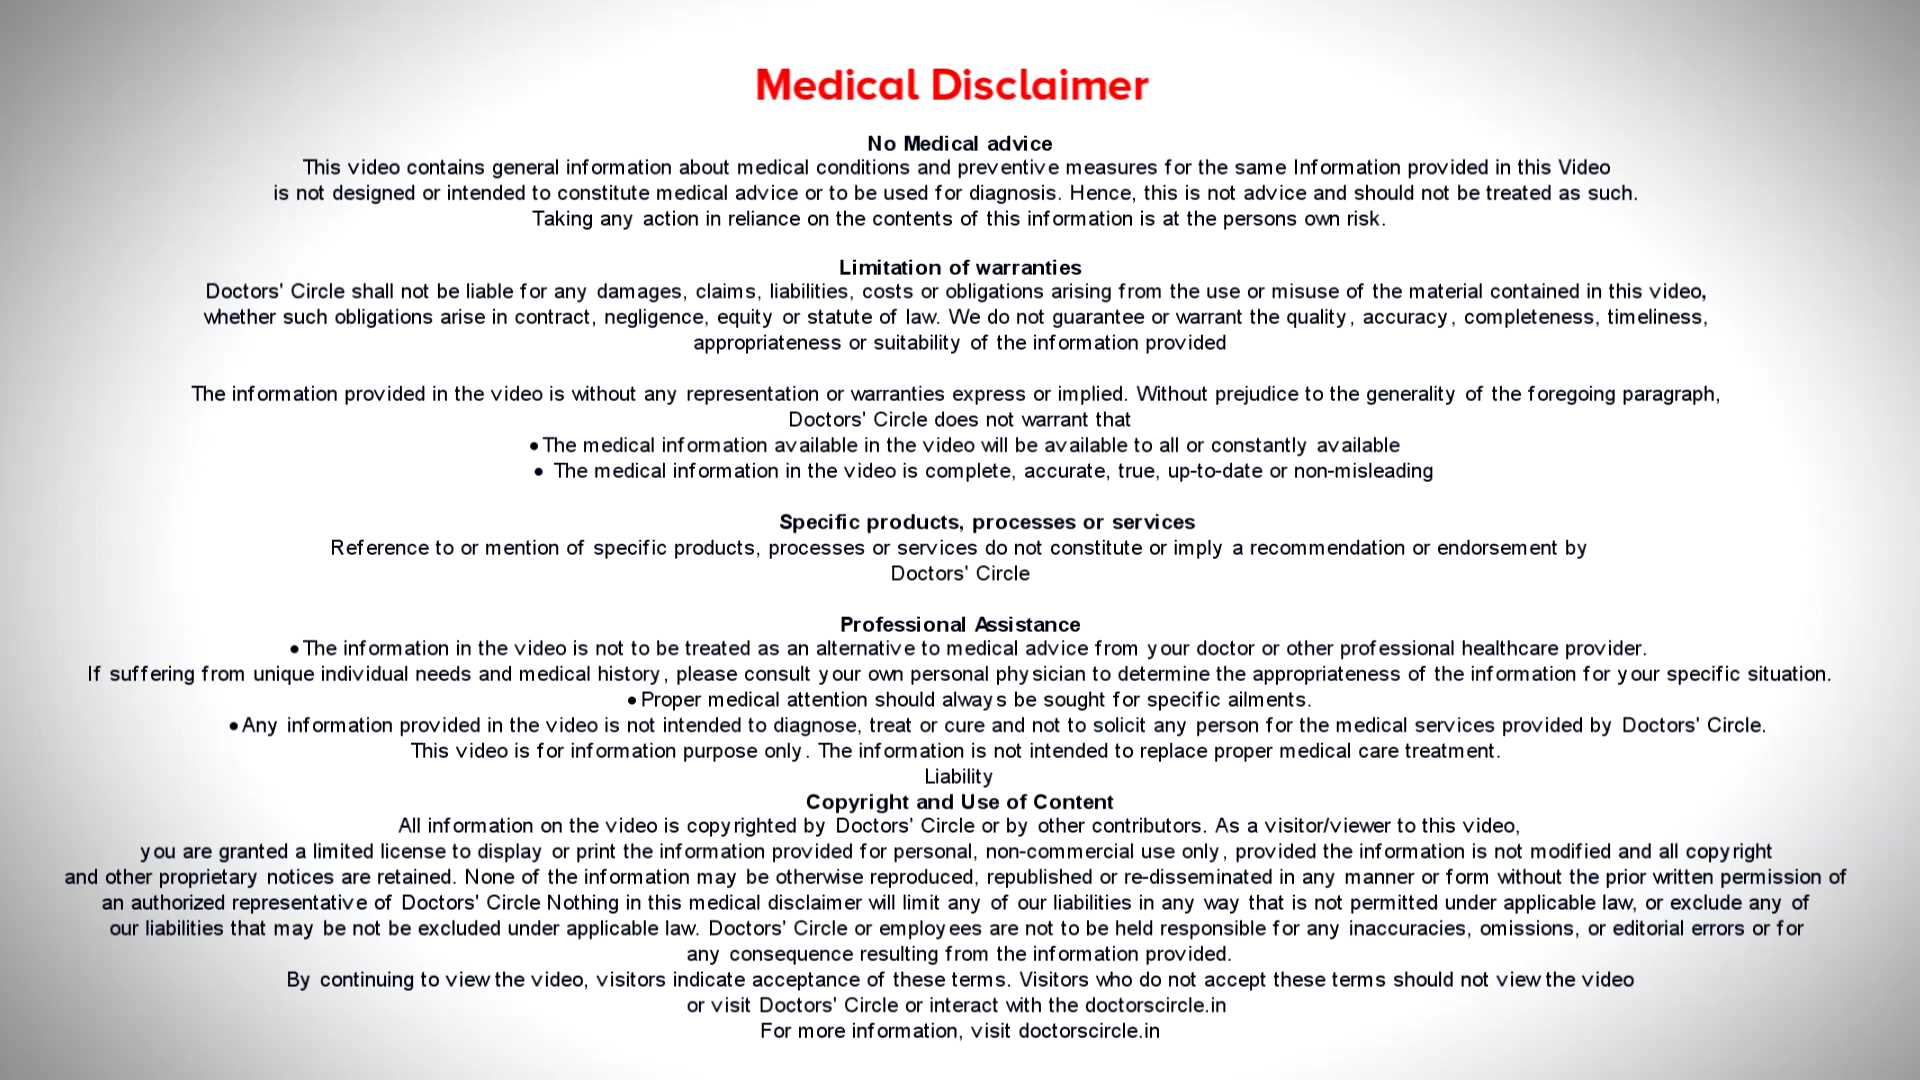 Medical Disclaimer
No Medical advice
This video contains general information about medical conditions and preventive measures for the same Information provided in this Video
is not designed or intended to constitute medical advice or to be used for diagnosis. Hence, this is not advice and should not be treated as such.
Taking any action in reliance on the contents of this information is at the persons own risk.
Limitation of warranties
Doctors' Circle shall not be liable for any damages, claims, liabilities, costs or obligations arising from the use or misuse of the material contained in this video,
whether such obligations arise in contract, negligence, equity or statute of law. We do not guarantee or warrant the quality, accuracy, completeness, timeliness,
appropriateness or suitability of the information provided
The information provided in the video is without any representation or warranties express or implied. Without prejudice to the generality of the foregoing paragraph,
Doctors' Circle does not warrant that
• The medical information available in the video will be available to all or constantly available
• The medical information in the video is complete, accurate, true, up-to-date or non-misleading
Specific products, processes or services
Reference to or mention of specific products, processes or services do not constitute or imply a recommendation or endorsement by
Doctors' Circle
Professional Assistance
• The information in the video is not to be treated as an alternative to medical advice from your doctor or other professional healthcare provider.
If suffering from unique individual needs and medical history, please consult your own personal physician to determine the appropriateness of the information for your specific situation.
• Proper medical attention should always be sought for specific ailments.
• Any information provided in the video is not intended to diagnose, treat or cure and not to solicit any person for the medical services provided by Doctors' Circle.
This video is for information purpose only. The information is not intended to replace proper medical care treatment.
Liability
Copyright and Use of Content
All information on the video is copyrighted by Doctors' Circle or by other contributors. As a visitor/viewer to this video,
you are granted a limited license to display or print the information provided for personal, non-commercial use only, provided the information is not modified and all copyright
and other proprietary notices are retained. None of the information may be otherwise reproduced, republished or re-disseminated in any manner or form without the prior written permission of
an authorized representative of Doctors' Circle Nothing in this medical disclaimer will limit any of our liabilities in any way that is not permitted under applicable law, or exclude any of
our liabilities that may be not be excluded under applicable law. Doctors' Circle or employees are not to be held responsible for any inaccuracies, omissions, or editorial errors or for
any consequence resulting from the information provided.
By continuing to view the video, visitors indicate acceptance of these terms. Visitors who do not accept these terms should not view the video
or visit Doctors' Circle or interact with the doctorscircle.in
For more information, visit doctorscircle.in